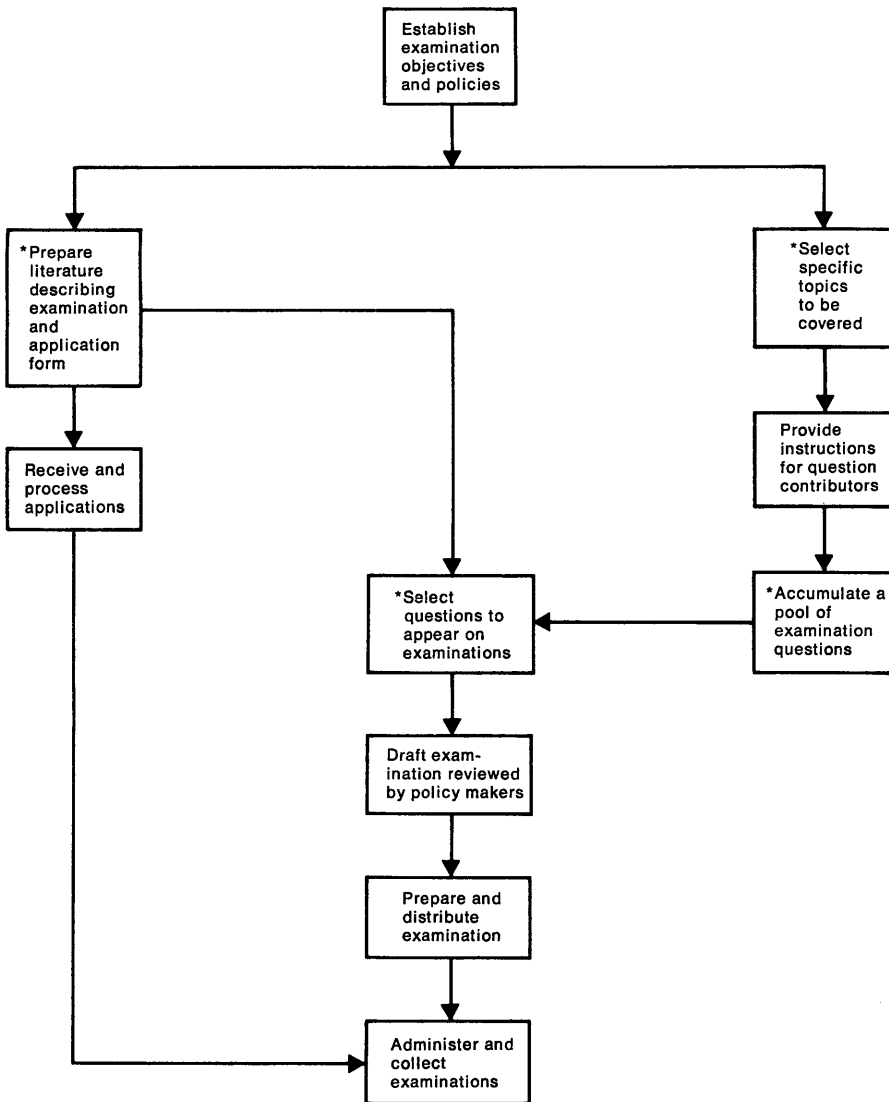 Establish
examination
objectives
and policies
*Prepare
literature
describing
examination
and
application
form
*Select
specific
topics
to be
covered
Receive and
process
applications
Provide
instructions
for question
contributors
*Select
questions to
appear on
examinations
*Accumulate a
pool of
examination
questions
Draft exam-
ination reviewed
by policy makers
Prepare and
distribute
examination
Administer and
collect
examinations